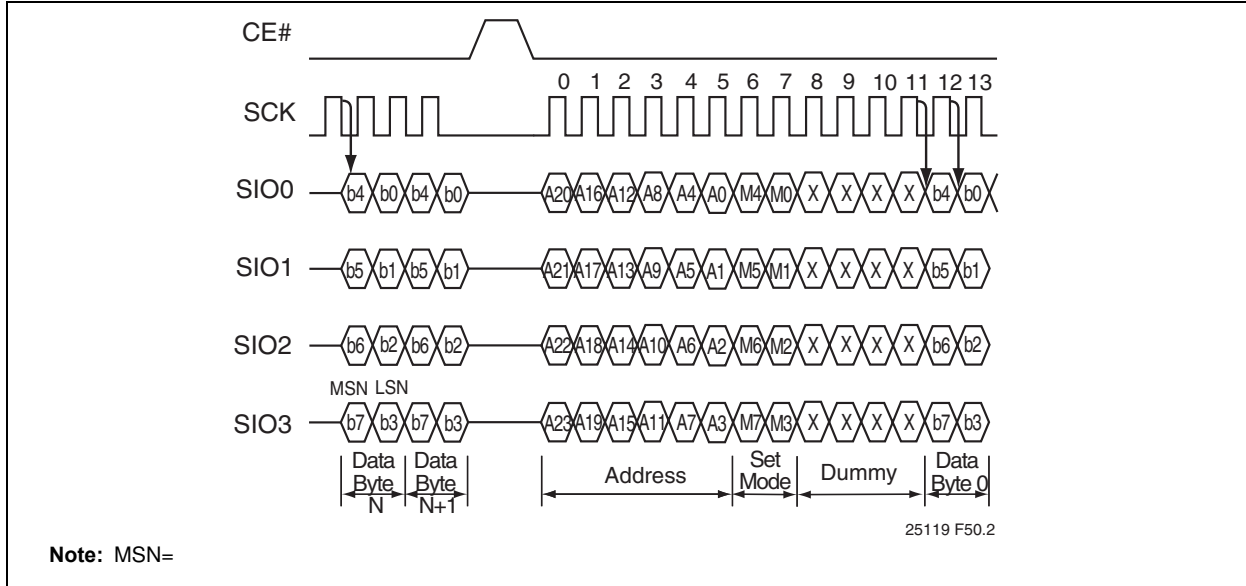 CE#
0 1 2 3 4 5 6 7 8 9 10 11 12 13
SCK
SIO0 b4 b0 b4 b0 A20 A16 A12 A8 A4 A0 M4 M0 X X X X b4 b0
SIO1 b5 b1 b5 b1 A21 A17 A13 A9 A5 A1 M5 M1 X X X X b5 b1
SIO2 b6 b2 b6 b2 A22 A18 A14 A10 A6 A2 M6 M2 X X X X b6 b2
MSN LSN
SIO3 b7 b3 b7 b3 A23 A19 A15 A11 A7 A3 M7 M3 X X X X b7 b3
Data Byte N
Data Byte N+1
Address
Set Mode
Dummy
Data Byte 0
25119 F50.2
Note: MSN=